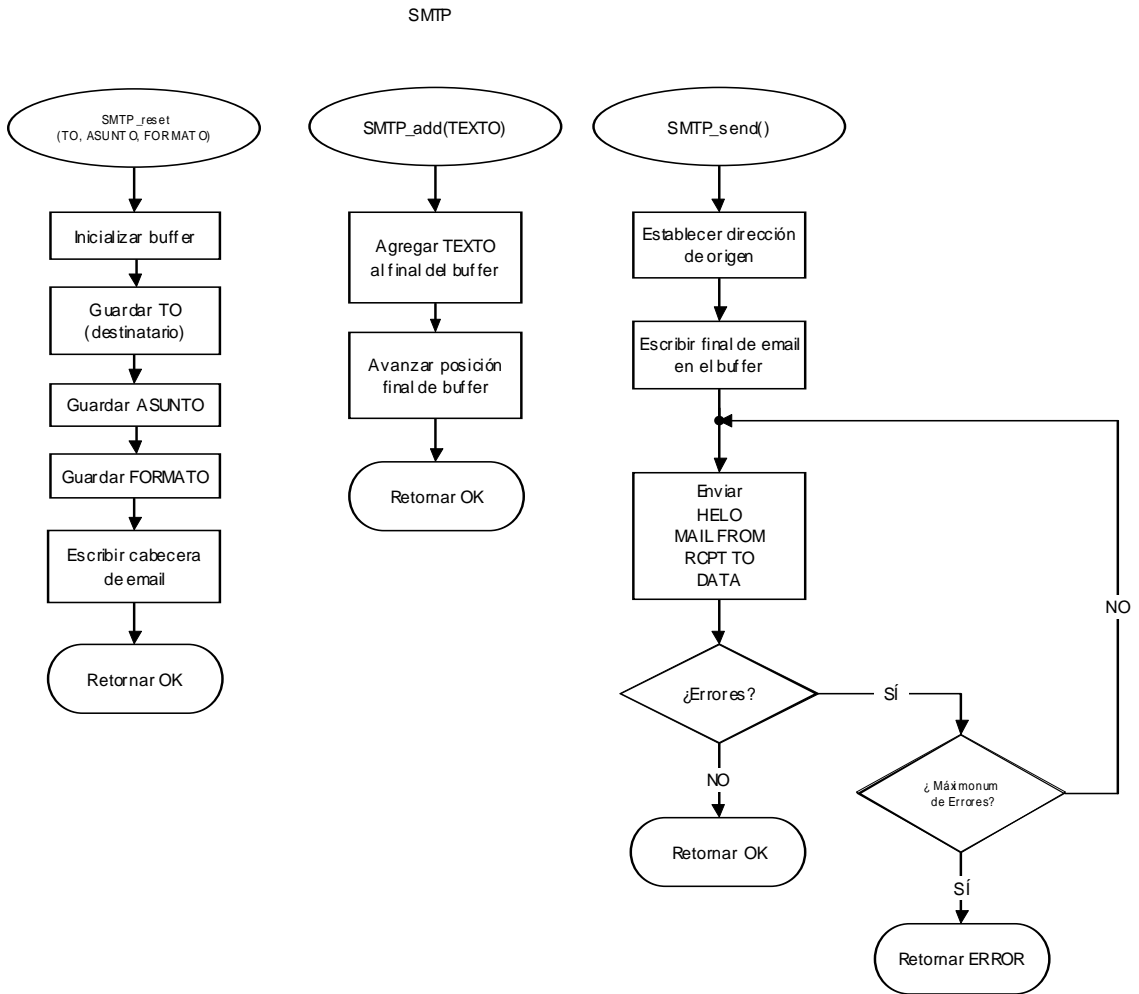 SMTP
SMTP_reset
(TO, ASUNTO, FORMATO)
Inicializar buffer
Guardar TO
(destinatario)
Guardar ASUNTO
Guardar FORMATO
Escribir cabecera
de email
Retornar OK
SMTP_add(TEXTO)
Agregar TEXTO
al final del buffer
Avanzar posición
final de buffer
Retornar OK
SMTP_send()
Establecer dirección
de origen
Escribir final de email
en el buffer
Enviar
HELO
MAIL FROM
RCPT TO
DATA
¿Errores?
SÍ
NO
Retornar OK
¿Máximo num
de Errores?
NO
SÍ
Retornar ERROR